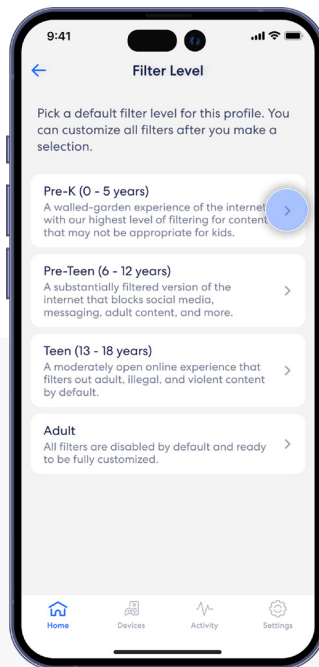 9:41
Filter Level
Pick a default filter level for this profile. You
can customize all filters after you make a
selection.
Pre-K (0 - 5 years)
A walled-garden experience of the internet
with our highest level of filtering for content
that may not be appropriate for kids.
Pre-Teen (6 - 12 years)
A substantially filtered version of the
internet that blocks social media,
messaging, adult content, and more.
Teen (13 - 18 years)
A moderately open online experience that
filters out adult, illegal, and violent content
by default.
Adult
All filters are disabled by default and ready
to be fully customized.
Home Devices Activity Settings